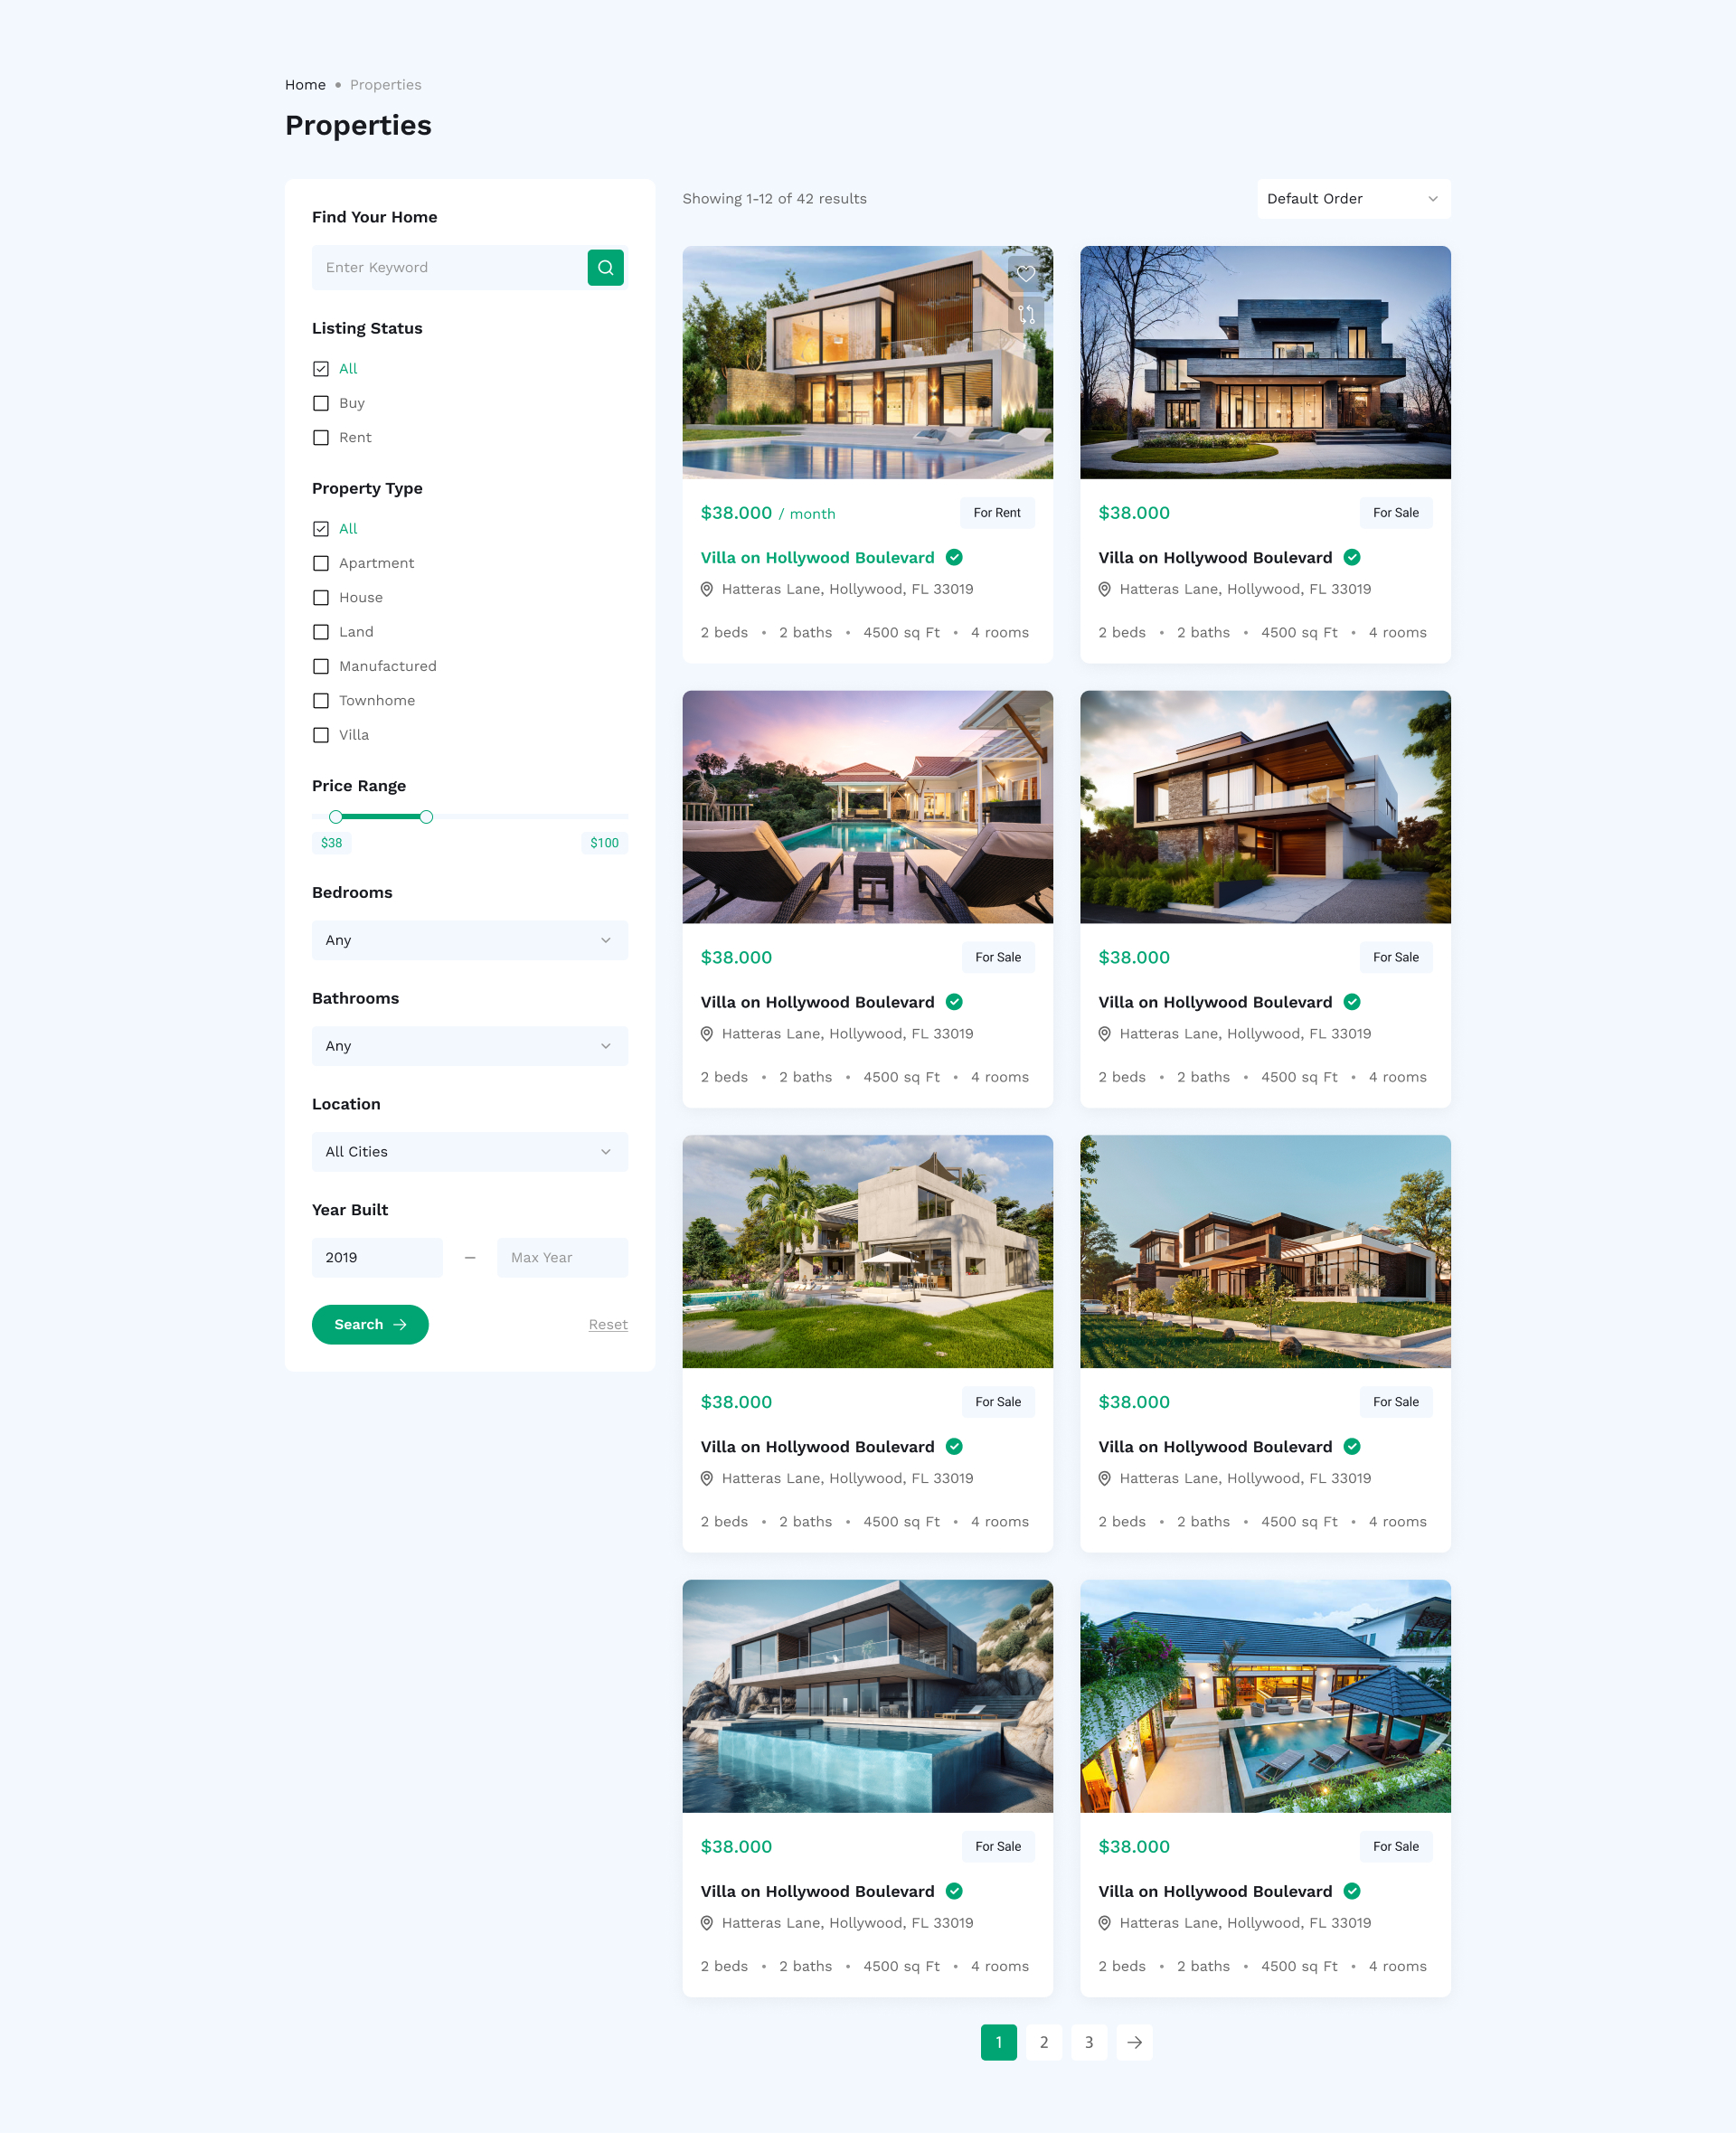 Home • Properties
Properties
Find Your Home
Enter Keyword
Listing Status
All
Buy
Rent
Property Type
All
Apartment
House
Land
Manufactured
Townhome
Villa
Price Range
$38 $100
Bedrooms
Any
Bathrooms
Any
Location
All Cities
Year Built
2019 – Max Year
Search → Reset
Showing 1-12 of 42 results
Default Order
$38.000 / month For Rent
Villa on Hollywood Boulevard
Hatteras Lane, Hollywood, FL 33019
2 beds • 2 baths • 4500 sq Ft • 4 rooms
$38.000 For Sale
Villa on Hollywood Boulevard
Hatteras Lane, Hollywood, FL 33019
2 beds • 2 baths • 4500 sq Ft • 4 rooms
$38.000 For Sale
Villa on Hollywood Boulevard
Hatteras Lane, Hollywood, FL 33019
2 beds • 2 baths • 4500 sq Ft • 4 rooms
$38.000 For Sale
Villa on Hollywood Boulevard
Hatteras Lane, Hollywood, FL 33019
2 beds • 2 baths • 4500 sq Ft • 4 rooms
$38.000 For Sale
Villa on Hollywood Boulevard
Hatteras Lane, Hollywood, FL 33019
2 beds • 2 baths • 4500 sq Ft • 4 rooms
$38.000 For Sale
Villa on Hollywood Boulevard
Hatteras Lane, Hollywood, FL 33019
2 beds • 2 baths • 4500 sq Ft • 4 rooms
$38.000 For Sale
Villa on Hollywood Boulevard
Hatteras Lane, Hollywood, FL 33019
2 beds • 2 baths • 4500 sq Ft • 4 rooms
$38.000 For Sale
Villa on Hollywood Boulevard
Hatteras Lane, Hollywood, FL 33019
2 beds • 2 baths • 4500 sq Ft • 4 rooms
1 2 3 →